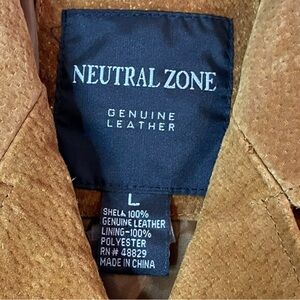 NEUTRAL ZONE
GENUINE
LEATHER
L
SHELL 100%
GENUINE LEATHER
LINING-100%
POLYESTER
RN# 48829
MADE IN CHINA